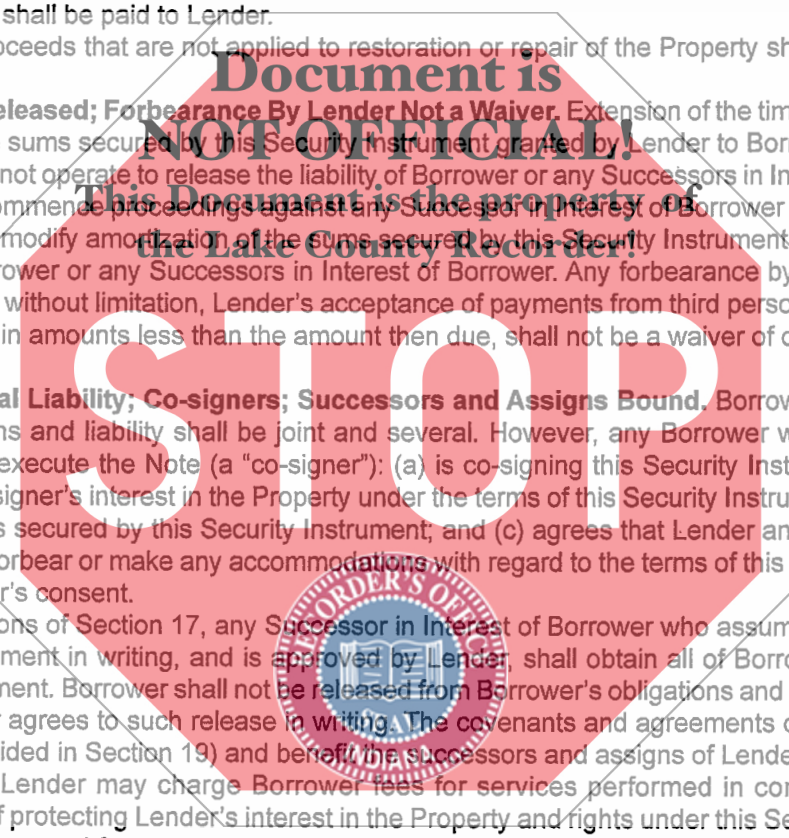 shall be paid to Lender.
oceeds that are not applied to restoration or repair of the Property sh
Document is
eleased; Forbearance By Lender Not a Waiver. Extension of the tim
NOT OFFICIAL!
sums secured by this Security Instrument granted by Lender to Borr
not operate to release the liability of Borrower or any Successors in In
This Document is the property of
ommence proceedings against any Successor in Interest of Borrower
modify amortization of the sums secured by this Security Instrument
the Lake County Recorder!
rower or any Successors in Interest of Borrower. Any forbearance by
without limitation, Lender's acceptance of payments from third perso
in amounts less than the amount then due, shall not be a waiver of o
STOP
al Liability; Co-signers; Successors and Assigns Bound. Borrow
ns and liability shall be joint and several. However, any Borrower w
execute the Note (a “co-signer”): (a) is co-signing this Security Inst
signer's interest in the Property under the terms of this Security Instru
s secured by this Security Instrument; and (c) agrees that Lender an
orbear or make any accommodations with regard to the terms of this
r's consent.
ons of Section 17, any Successor in Interest of Borrower who assum
ment in writing, and is approved by Lender, shall obtain all of Borro
ment. Borrower shall not be released from Borrower's obligations and
agrees to such release in writing. The covenants and agreements o
ided in Section 19) and benefit the successors and assigns of Lende
Lender may charge Borrower fees for services performed in con
f protecting Lender's interest in the Property and rights under this Se
RECORDER'S OFFICE
SEAL
INDIANA